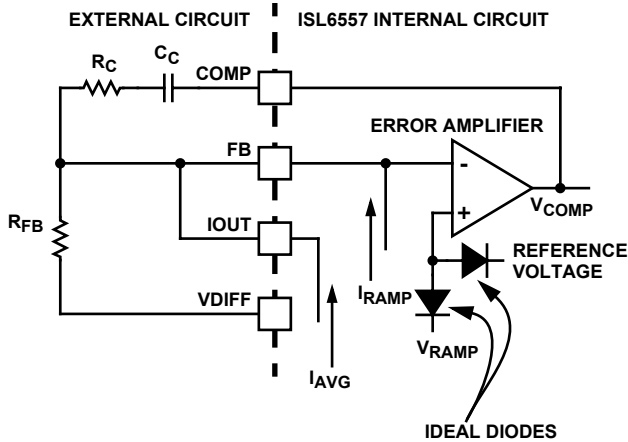 EXTERNAL CIRCUIT
ISL6557 INTERNAL CIRCUIT
RC
CC
COMP
ERROR AMPLIFIER
FB
-
+
VCOMP
RFB
IOUT
REFERENCE
VOLTAGE
IRAMP
VDIFF
VRAMP
IAVG
IDEAL DIODES